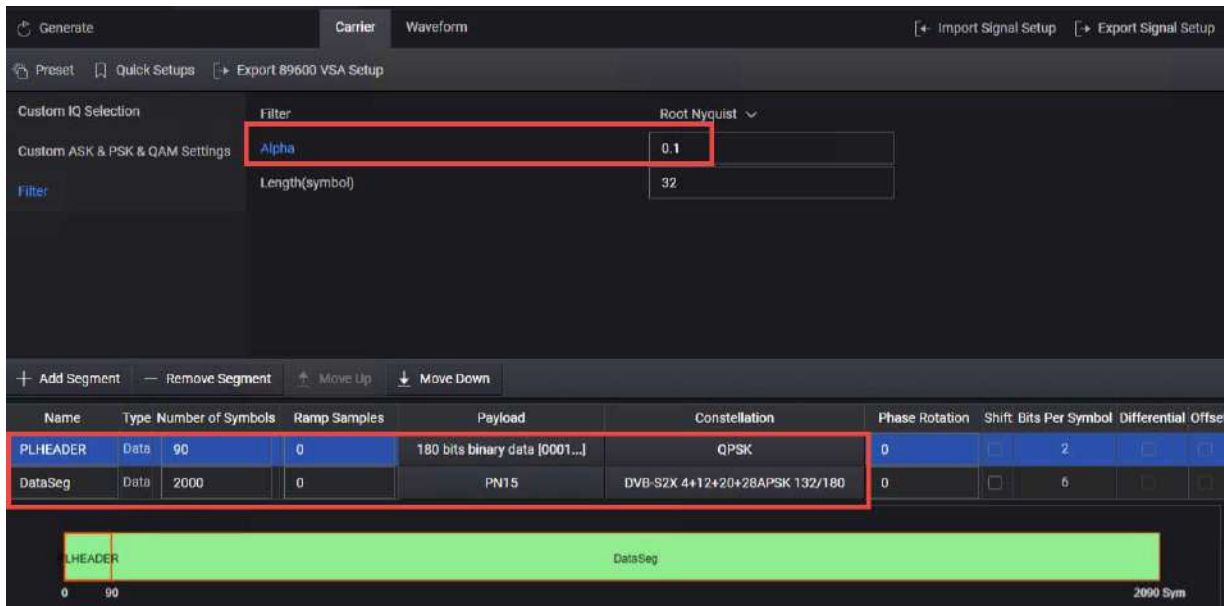 Generate Carrier Waveform Import Signal Setup Export Signal Setup
Preset Quick Setups Export 89600 VSA Setup
Custom IQ Selection Filter Root Nyquist
Custom ASK & PSK & QAM Settings Alpha 0.1
Filter Length(symbol) 32
+ Add Segment — Remove Segment Move Up Move Down
Name Type Number of Symbols Ramp Samples Payload Constellation Phase Rotation Shift Bits Per Symbol Differential Offse
PLHEADER Data 90 0 180 bits binary data [0001...] QPSK 0 2
DataSeg Data 2000 0 PN15 DVB-S2X 4+12+20+28APSK 132/180 0 6
LHEADER DataSeg
0 90 2090 Sym